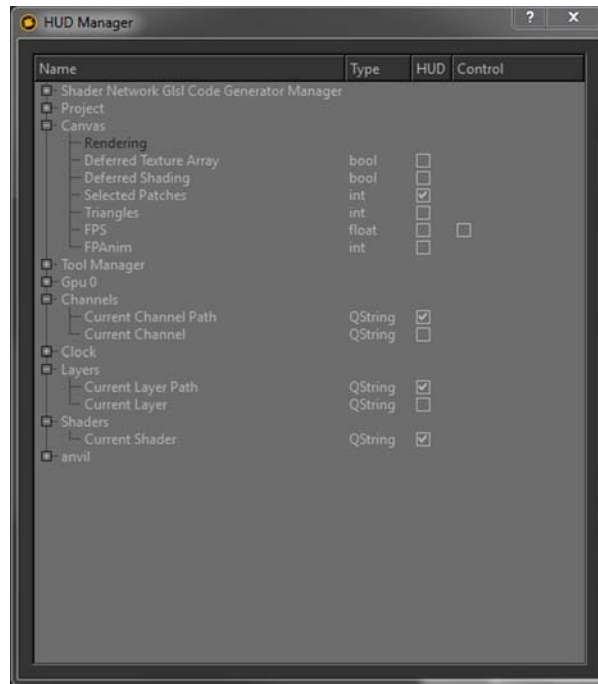 HUD Manager
? x
Name Type HUD Control
Shader Network Glsl Code Generator Manager
Project
Canvas
Rendering
Deferred Texture Array bool
Deferred Shading bool
Selected Patches int
Triangles int
FPS float
FPAnim int
Tool Manager
Gpu 0
Channels
Current Channel Path QString
Current Channel QString
Clock
Layers
Current Layer Path QString
Current Layer QString
Shaders
Current Shader QString
anvil